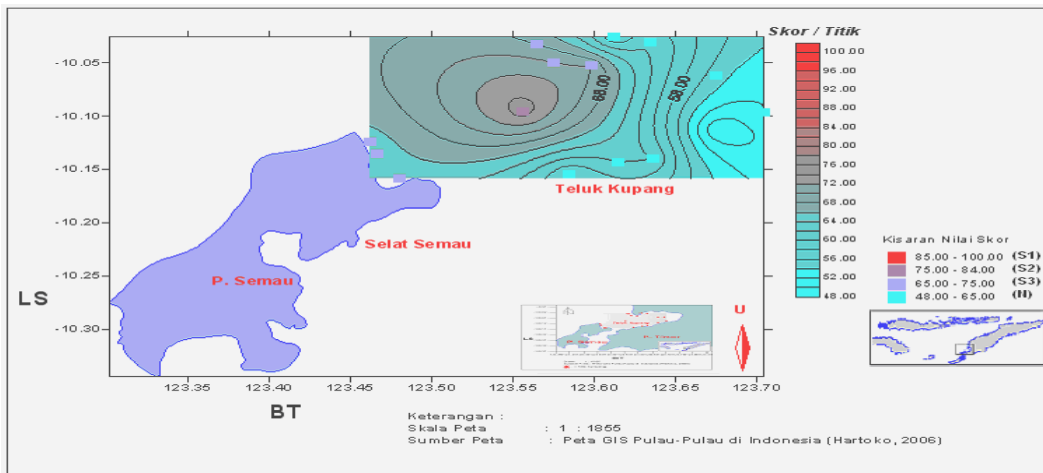 Skor / Titik
100.00
96.00
92.00
88.00
84.00
80.00
76.00
72.00
68.00
64.00
60.00
56.00
52.00
48.00
-10.05
-10.10
-10.15
-10.20
-10.25
-10.30
68.00
58.00
Teluk Kupang
Selat Semau
P. Semau
LS
Kisaran Nilai Skor
85.00 - 100.00 (S1)
75.00 - 84.00 (S2)
65.00 - 75.00 (S3)
48.00 - 65.00 (N)
U
P. Timor
123.35 123.40 123.45 123.50 123.55 123.60 123.65 123.70
BT
Keterangan :
Skala Peta : 1 : 1855
Sumber Peta : Peta GIS Pulau-Pulau di Indonesia (Hartoko, 2006)